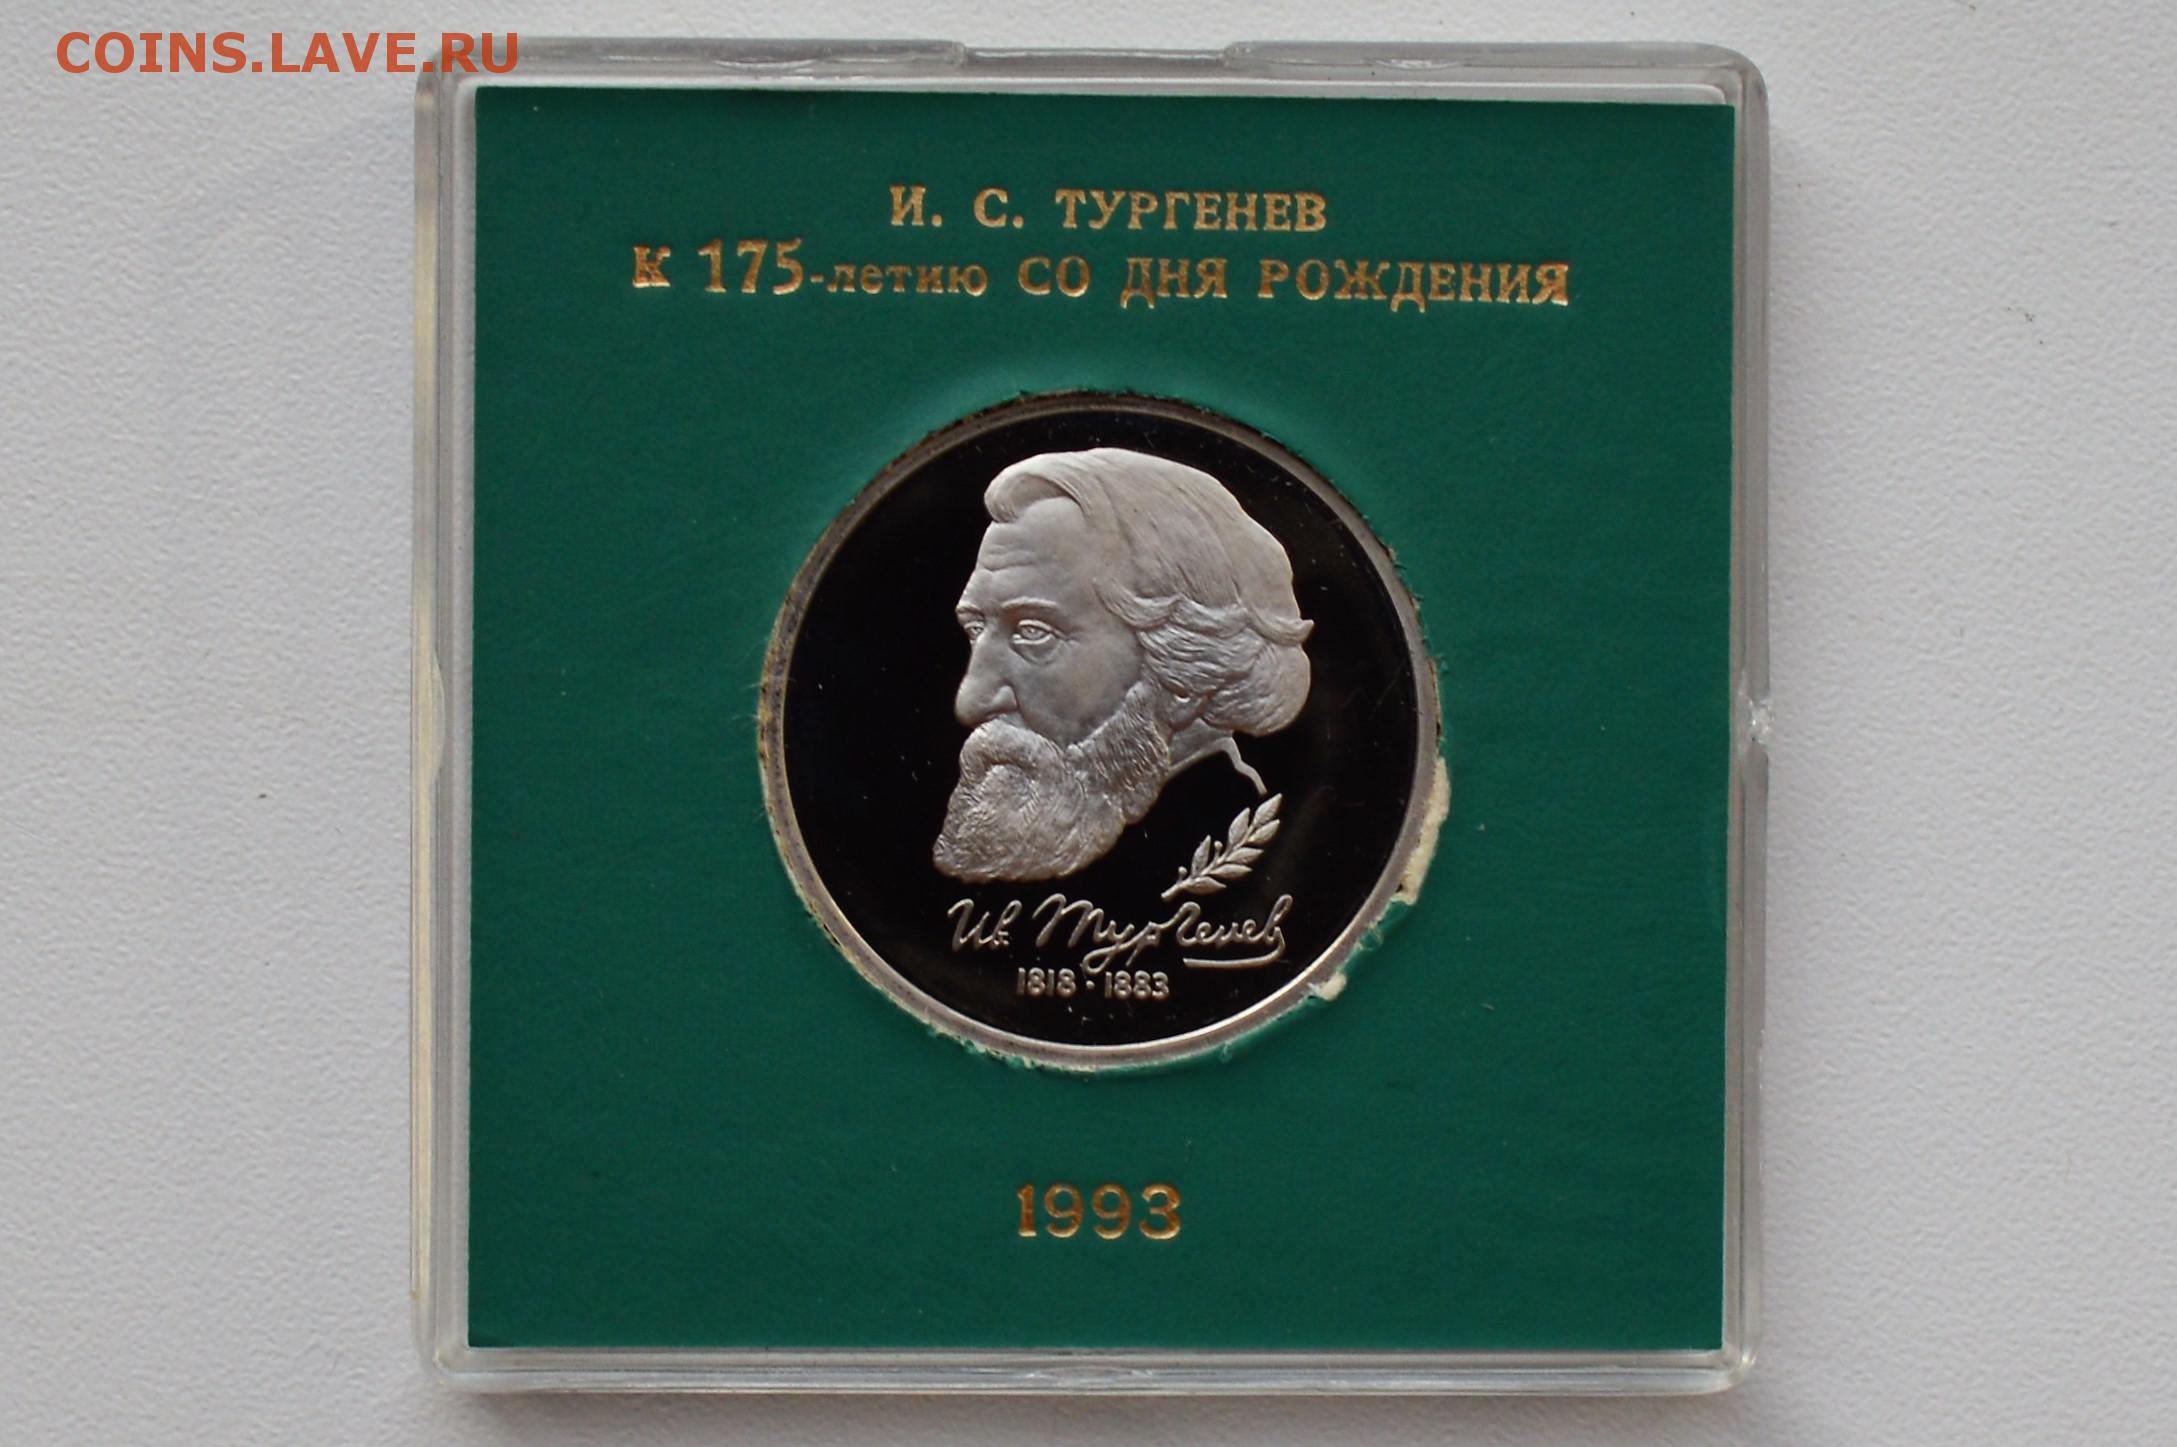 COINS.LAVE.RU
И. С. ТУРГЕНЕВ
К 175-летию СО ДНЯ РОЖДЕНИЯ
Ив Тургенев
1818·1883
1993